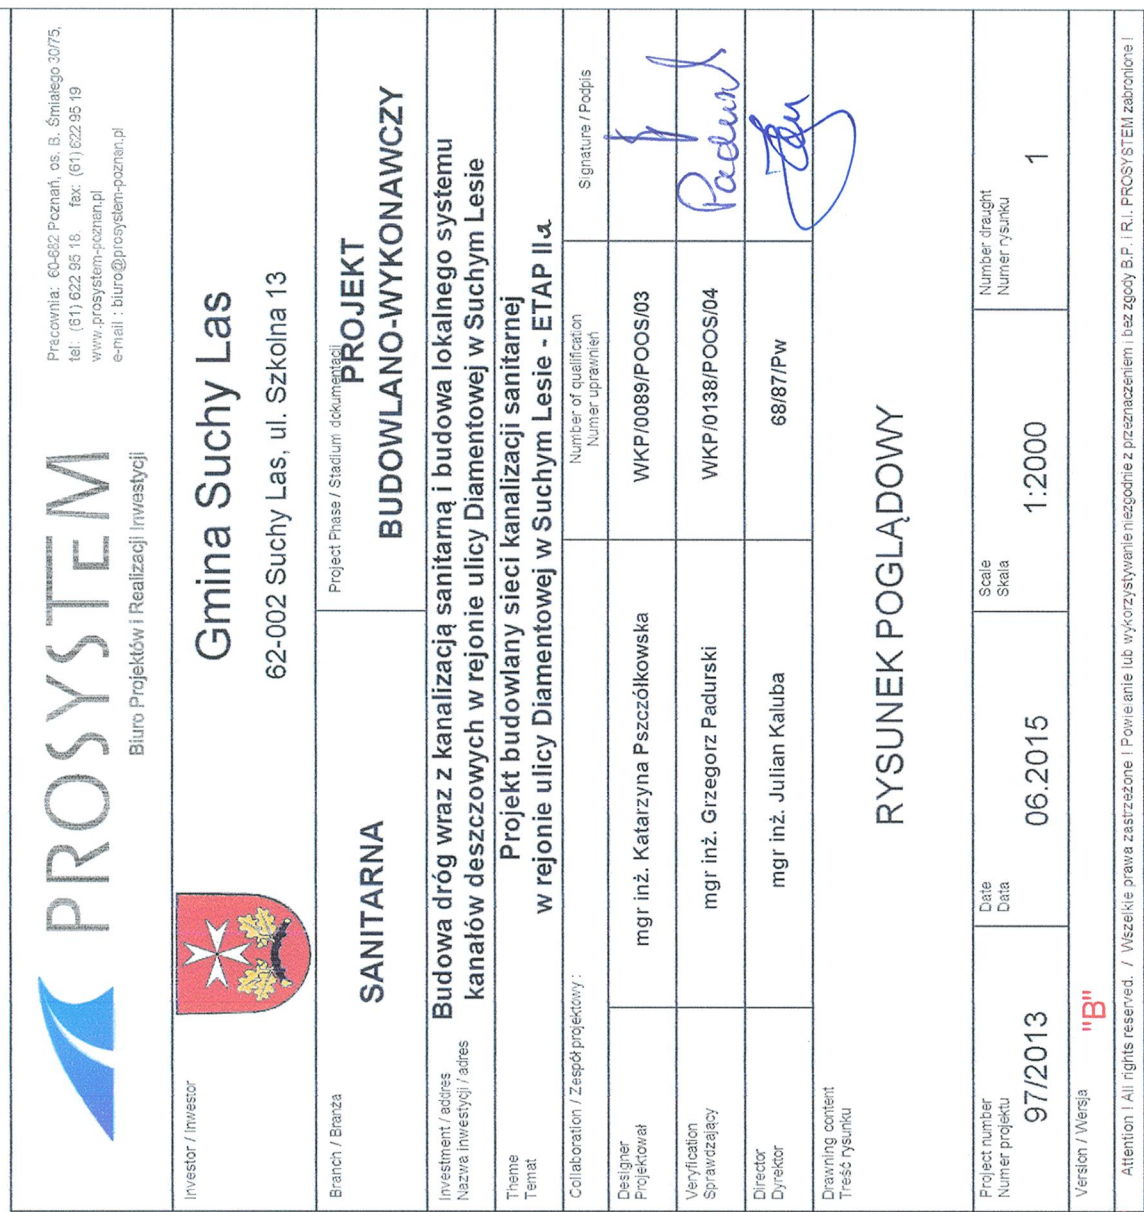 PROSYSTEM
Biuro Projektów i Realizacji Inwestycji
Pracownia: 60-682 Poznań, os. B. Śmiałego 30/75,
tel: (61) 622 95 18. fax: (61) 622 95 19
www.prosystem-poznan.pl
e-mail : biuro@prosystem-poznan.pl
Investor / Inwestor
Gmina Suchy Las
62-002 Suchy Las, ul. Szkolna 13
Branch / Branża
SANITARNA
Project Phase / Stadium dokumentacji
PROJEKT
BUDOWLANO-WYKONAWCZY
Investment / addres
Nazwa inwestycji / adres
Budowa dróg wraz z kanalizacją sanitarną i budowa lokalnego systemu
kanałów deszczowych w rejonie ulicy Diamentowej w Suchym Lesie
Theme
Temat
Projekt budowlany sieci kanalizacji sanitarnej
w rejonie ulicy Diamentowej w Suchym Lesie - ETAP IIa
Collaboration / Zespół projektowy :
Number of qualification
Numer uprawnień
Signature / Podpis
Designer
Projektował
mgr inż. Katarzyna Pszczółkowska
WKP/0089/POOS/03
Veryfication
Sprawdzający
mgr inż. Grzegorz Padurski
WKP/0138/POOS/04
Director
Dyrektor
mgr inż. Julian Kałuba
68/87/Pw
Drawning content
Treść rysunku
RYSUNEK POGLĄDOWY
Project number
Numer projektu
97/2013
Date
Data
06.2015
Scale
Skala
1:2000
Number draught
Numer rysunku
1
Version / Wersja
"B"
Attention ! All rights reserved. / Wszelkie prawa zastrzeżone ! Powielanie lub wykorzystywanie niezgodnie z przeznaczeniem i bez zgody B.P. i R.I. PROSYSTEM zabronione !